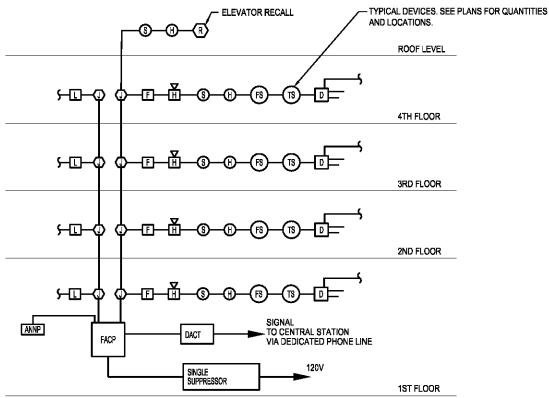 ELEVATOR RECALL
TYPICAL DEVICES. SEE PLANS FOR QUANTITIES
AND LOCATIONS.
S H R
ROOF LEVEL
L J J F H S H FS TS D
4TH FLOOR
L J J F H S H FS TS D
3RD FLOOR
L J J F H S H FS TS D
2ND FLOOR
L J J F H S H FS TS D
ANNP
FACP
DACT
SIGNAL
TO CENTRAL STATION
VIA DEDICATED PHONE LINE
SINGLE
SUPPRESSOR
120V
1ST FLOOR